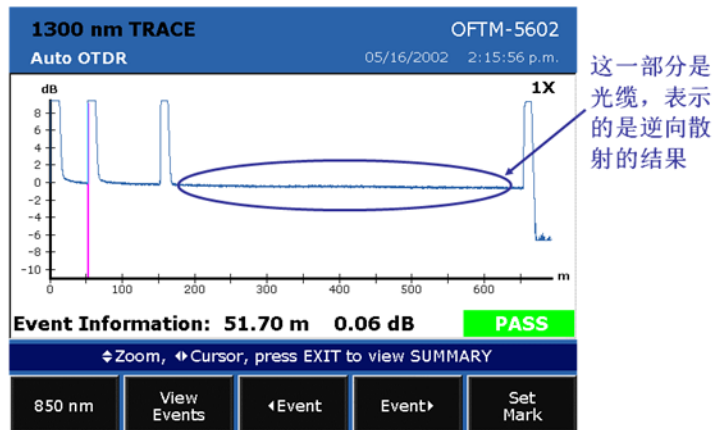 1300 nm TRACE
OFTM-5602
Auto OTDR
05/16/2002 2:15:56 p.m.
dB
1X
8
6
4
2
0
-2
-4
-6
-8
-10
m
0 100 200 300 400 500 600
Event Information: 51.70 m 0.06 dB
PASS
Zoom, Cursor, press EXIT to view SUMMARY
850 nm
View
Events
Event
Event
Set
Mark
这一部分是
光缆，表示
的是逆向散
射的结果